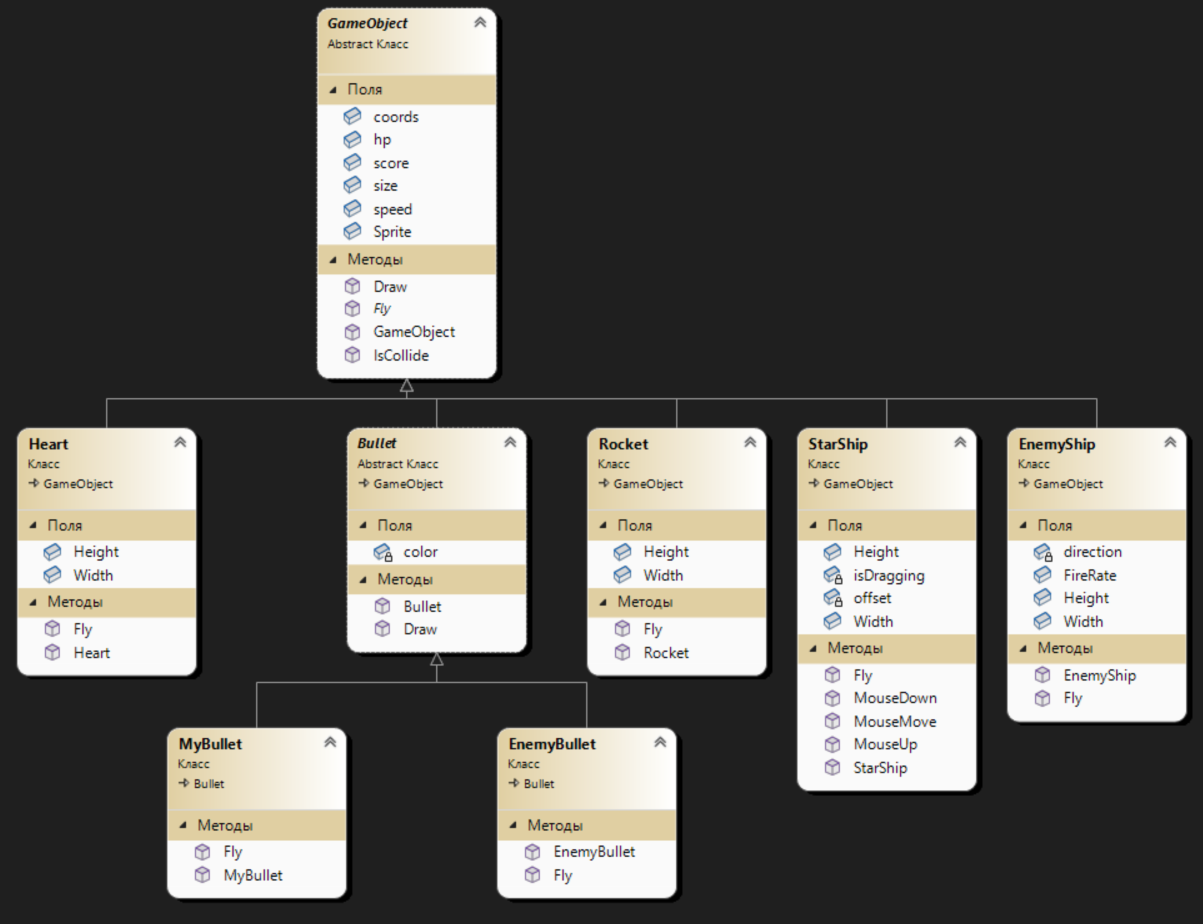 GameObject
Abstract Класс
Поля
coords
hp
score
size
speed
Sprite
Методы
Draw
Fly
GameObject
IsCollide
Heart
Класс
GameObject
Поля
Height
Width
Методы
Fly
Heart
Bullet
Abstract Класс
GameObject
Поля
color
Методы
Bullet
Draw
Rocket
Класс
GameObject
Поля
Height
Width
Методы
Fly
Rocket
StarShip
Класс
GameObject
Поля
Height
isDragging
offset
Width
Методы
Fly
MouseDown
MouseMove
MouseUp
StarShip
EnemyShip
Класс
GameObject
Поля
direction
FireRate
Height
Width
Методы
EnemyShip
Fly
MyBullet
Класс
Bullet
Методы
Fly
MyBullet
EnemyBullet
Класс
Bullet
Методы
EnemyBullet
Fly